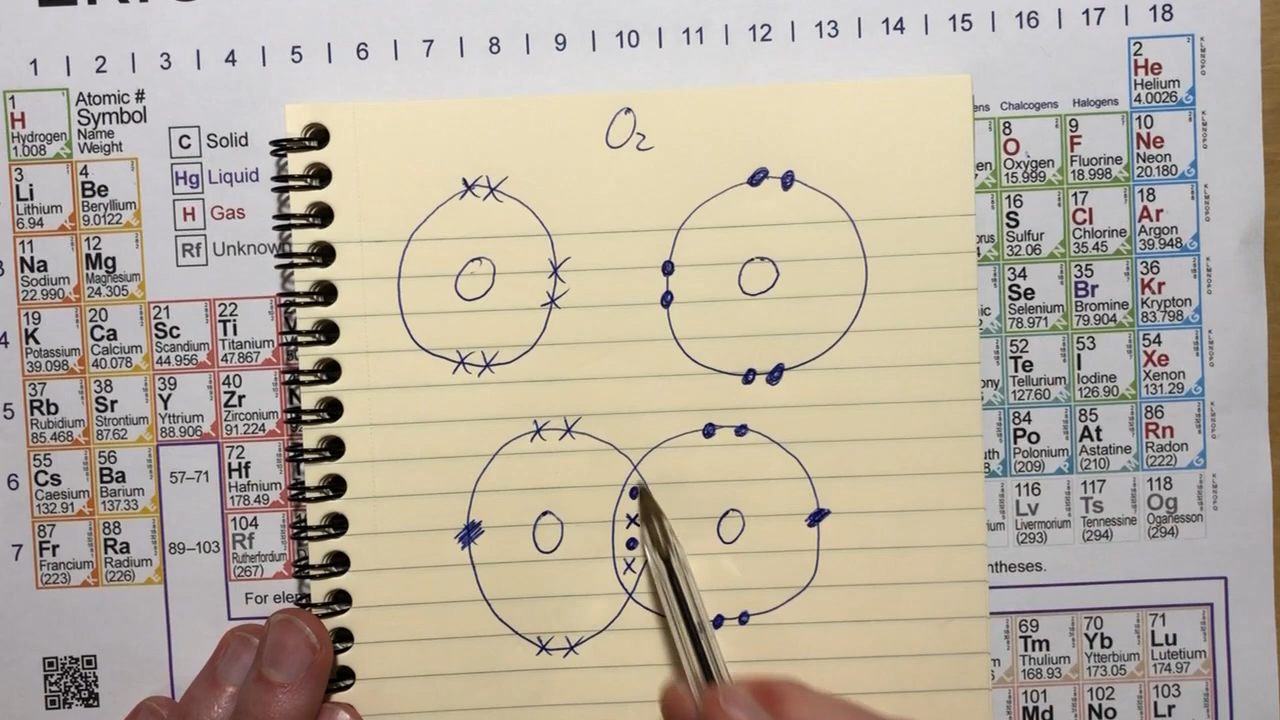 1 | 2 | 3 | 4 | 5 | 6 | 7 | 8 | 9 | 10 | 11 | 12 | 13 | 14 | 15 | 16 | 17 | 18
Atomic #
Symbol
Name
Weight
C Solid
Hg Liquid
H Gas
Rf Unknow
1
H
Hydrogen
1.008
3
Li
Lithium
6.94
4
Be
Beryllium
9.0122
11
Na
Sodium
22.990
12
Mg
Magnesium
24.305
4
19
K
Potassium
39.098
20
Ca
Calcium
40.078
21
Sc
Scandium
44.956
22
Ti
Titanium
47.867
5
37
Rb
Rubidium
85.468
38
Sr
Strontium
87.62
39
Y
Yttrium
88.906
40
Zr
Zirconium
91.224
6
55
Cs
Caesium
132.91
56
Ba
Barium
137.33
57–71
72
Hf
Hafnium
178.49
7
87
Fr
Francium
(223)
88
Ra
Radium
(226)
89–103
104
Rf
Rutherfordium
(267)
For ele
O₂
O O
O O
Chalcogens
Halogens
2
He
Helium
4.0026
8
O
Oxygen
15.999
9
F
Fluorine
18.998
10
Ne
Neon
20.180
16
S
Sulfur
32.06
17
Cl
Chlorine
35.45
18
Ar
Argon
39.948
34
Se
Selenium
78.971
35
Br
Bromine
79.904
36
Kr
Krypton
83.798
52
Te
Tellurium
127.60
53
I
Iodine
126.90
54
Xe
Xenon
131.29
84
Po
Polonium
(209)
85
At
Astatine
(210)
86
Rn
Radon
(222)
116
Lv
Livermorium
(293)
117
Ts
Tennessine
(294)
118
Og
Oganesson
(294)
ntheses.
69
Tm
Thulium
168.93
70
Yb
Ytterbium
173.05
71
Lu
Lutetium
174.97
101
Md
102
No
103
Lr